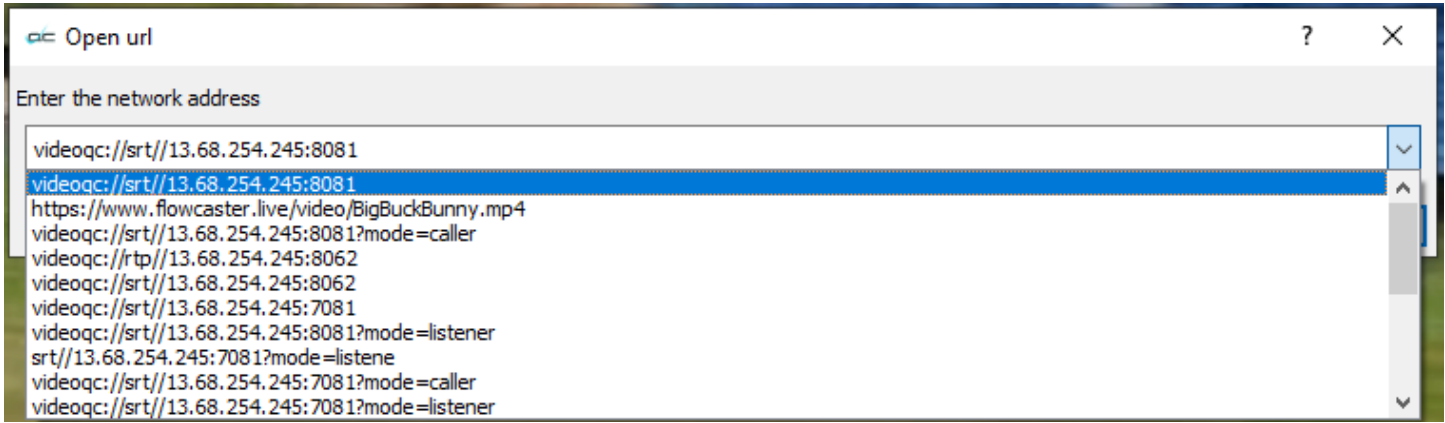 Open url
Enter the network address
videoqc://srt//13.68.254.245:8081
videoqc://srt//13.68.254.245:8081
https://www.flowcaster.live/video/BigBuckBunny.mp4
videoqc://srt//13.68.254.245:8081?mode=caller
videoqc://rtp//13.68.254.245:8062
videoqc://srt//13.68.254.245:8062
videoqc://srt//13.68.254.245:7081
videoqc://srt//13.68.254.245:8081?mode=listener
srt//13.68.254.245:7081?mode=listene
videoqc://srt//13.68.254.245:7081?mode=caller
videoqc://srt//13.68.254.245:7081?mode=listener